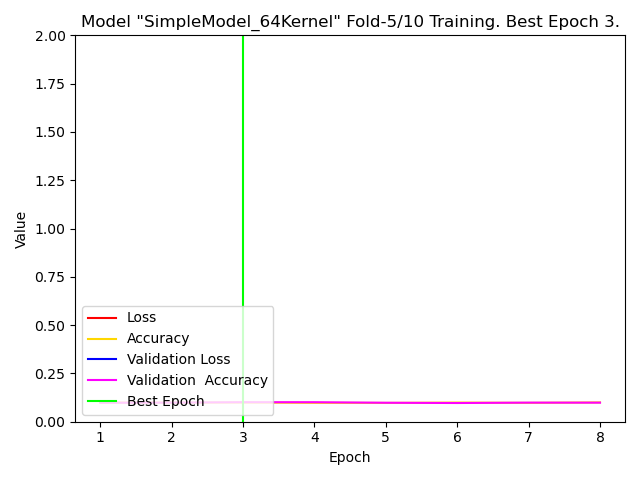 Model "SimpleModel_64Kernel" Fold-5/10 Training. Best Epoch 3.
2.00
1.75
1.50
1.25
1.00
0.75
0.50
0.25
0.00
Value
Loss
Accuracy
Validation Loss
Validation  Accuracy
Best Epoch
1 2 3 4 5 6 7 8
Epoch